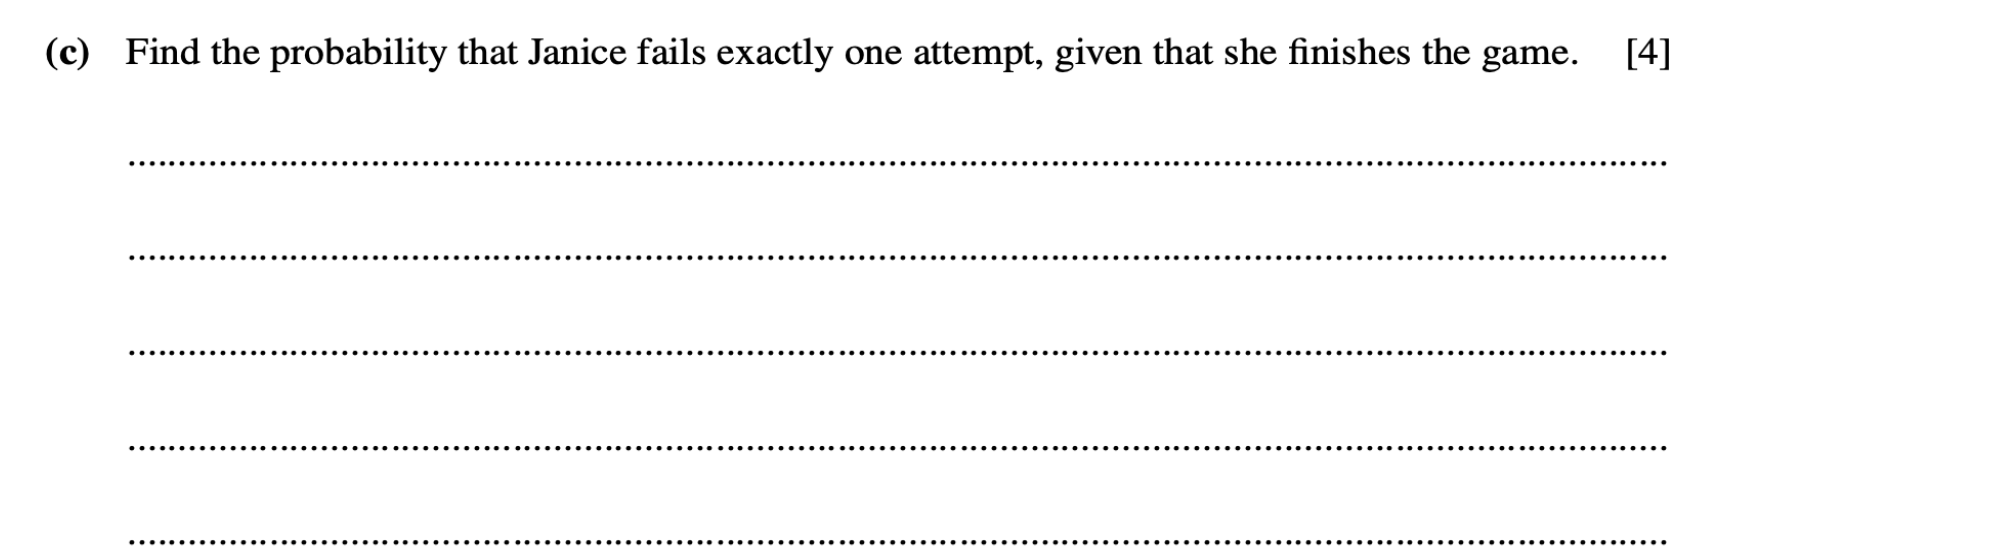 (c) Find the probability that Janice fails exactly one attempt, given that she finishes the game. [4]